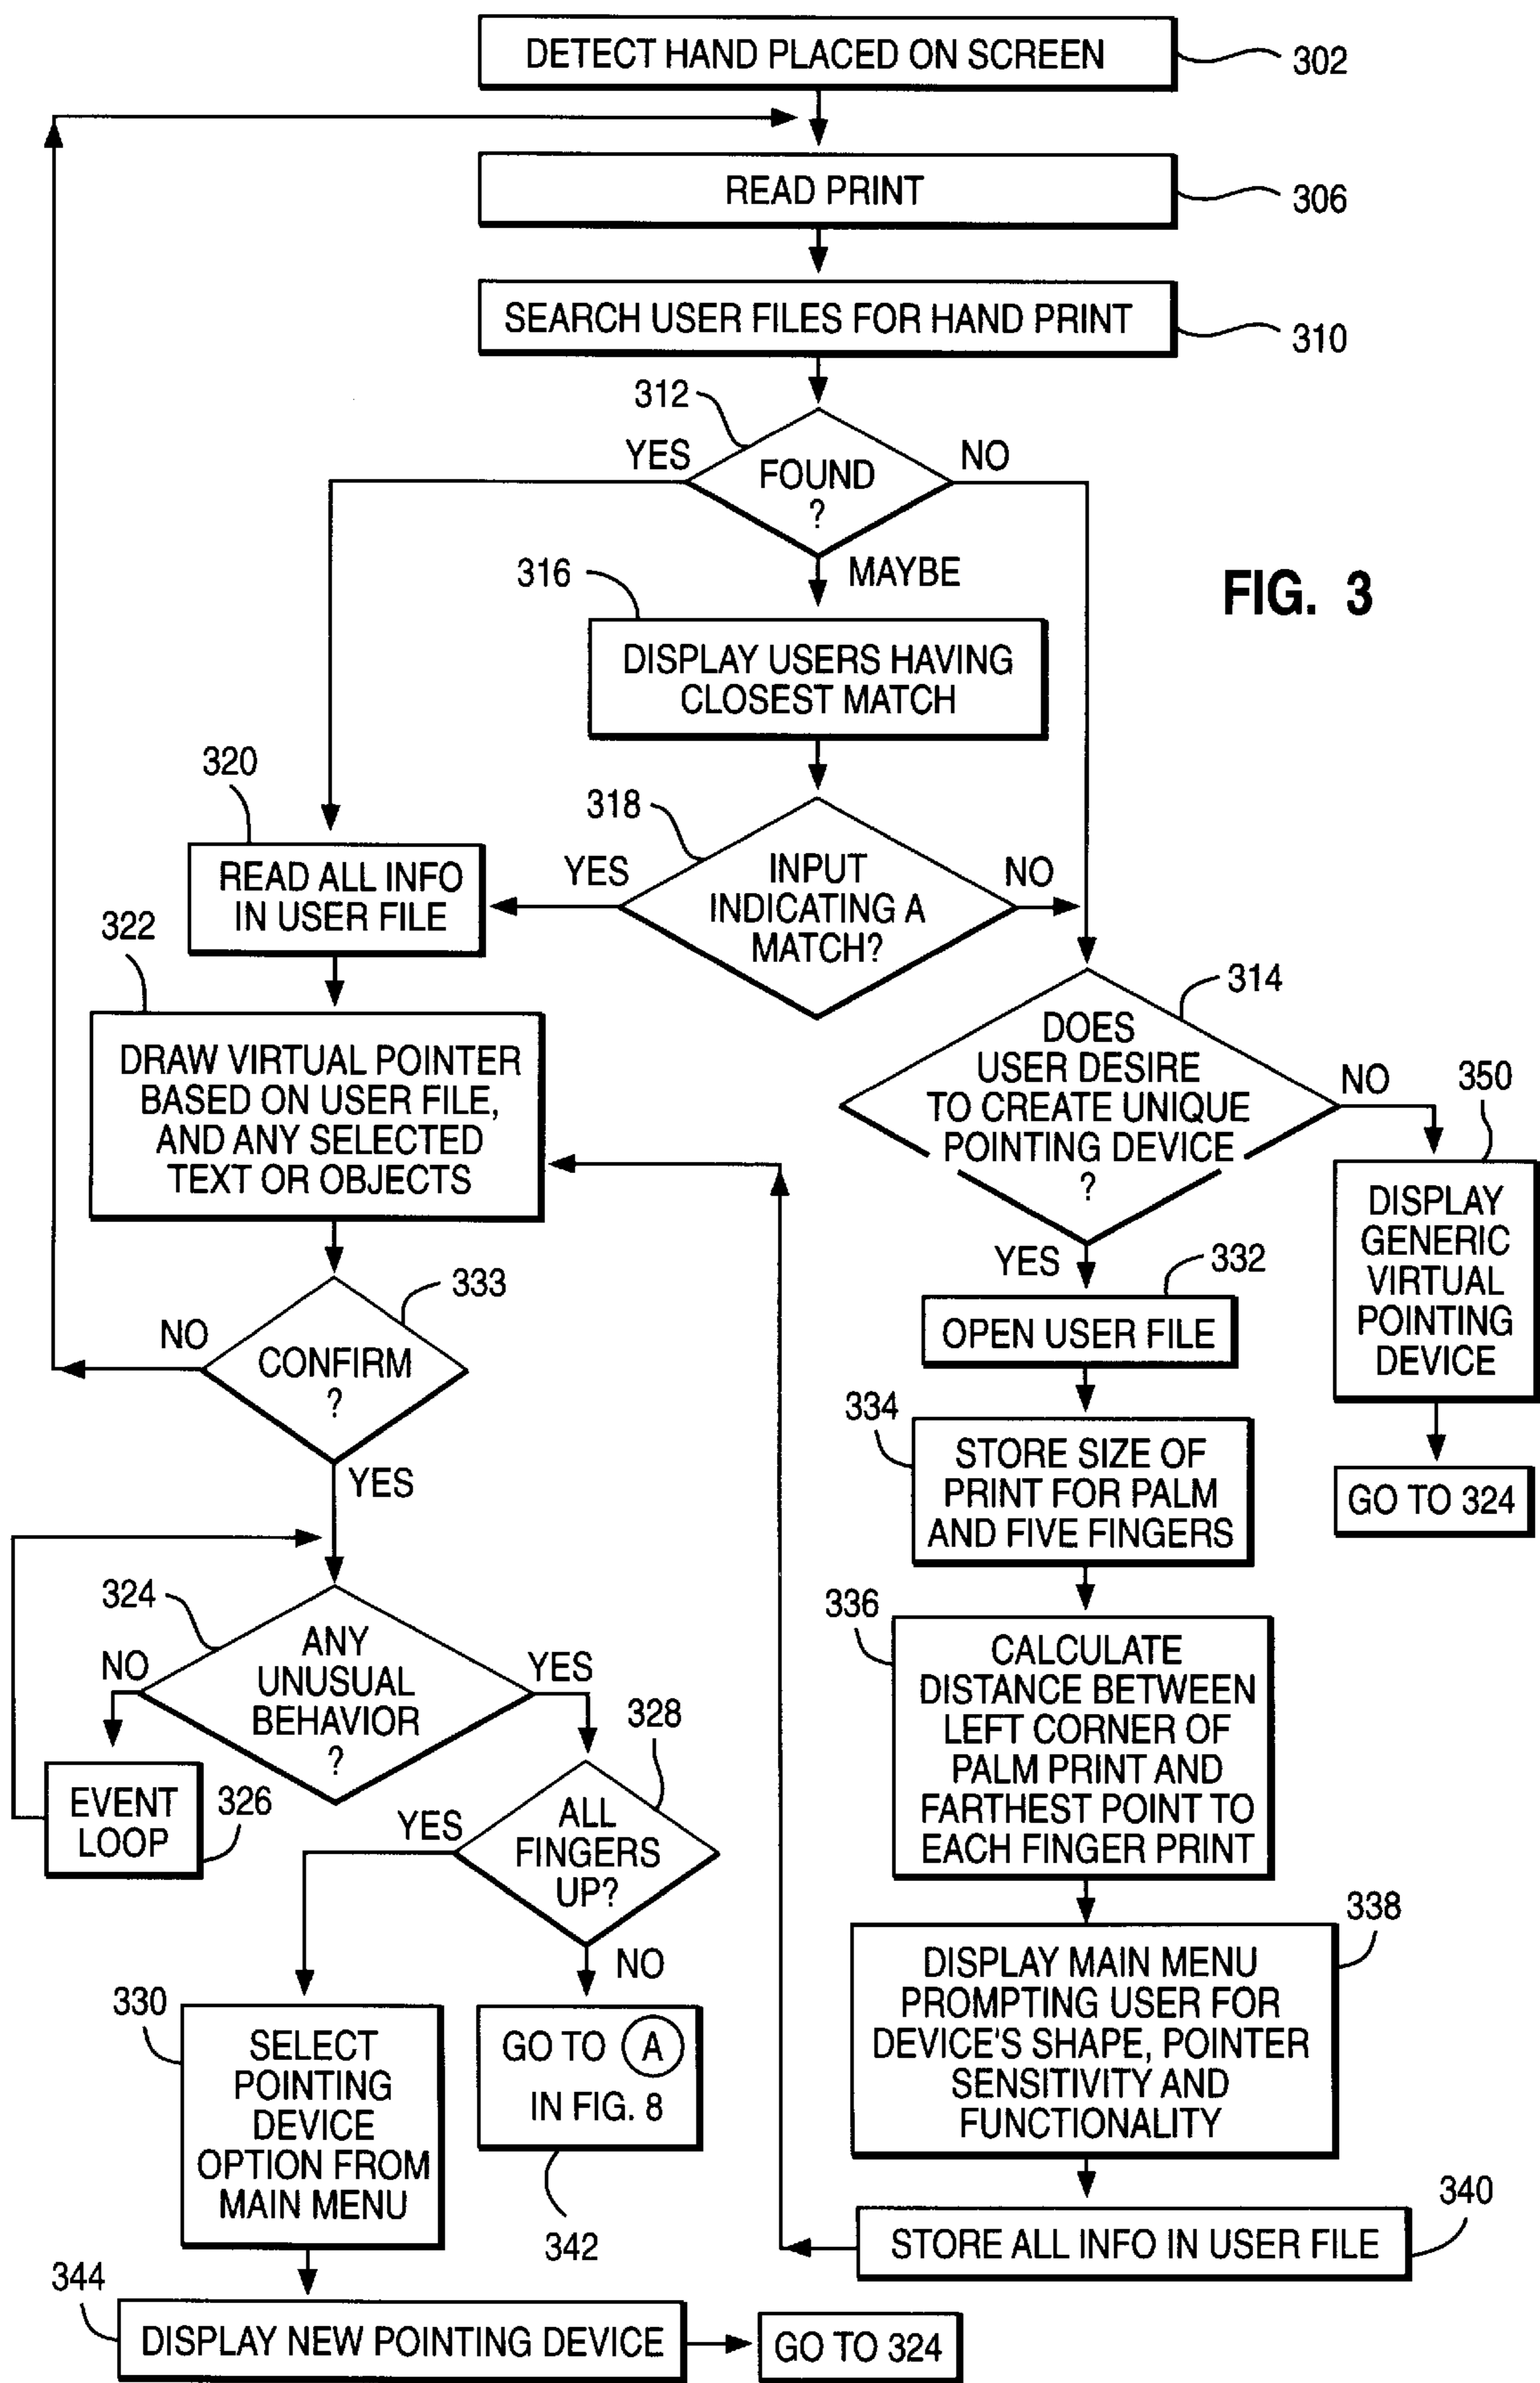 DETECT HAND PLACED ON SCREEN
302
READ PRINT
306
SEARCH USER FILES FOR HAND PRINT
310
312
YES
NO
FOUND
?
MAYBE
316
FIG. 3
DISPLAY USERS HAVING
CLOSEST MATCH
320
318
READ ALL INFO
IN USER FILE
YES
NO
INPUT
INDICATING A
MATCH?
322
314
DRAW VIRTUAL POINTER
BASED ON USER FILE,
AND ANY SELECTED
TEXT OR OBJECTS
DOES
USER DESIRE
TO CREATE UNIQUE
POINTING DEVICE
?
NO
350
DISPLAY
GENERIC
VIRTUAL
POINTING
DEVICE
GO TO 324
YES
332
OPEN USER FILE
333
NO
CONFIRM
?
YES
334
STORE SIZE OF
PRINT FOR PALM
AND FIVE FINGERS
324
NO
ANY
UNUSUAL
BEHAVIOR
?
YES
336
CALCULATE
DISTANCE BETWEEN
LEFT CORNER OF
PALM PRINT AND
FARTHEST POINT TO
EACH FINGER PRINT
328
EVENT
LOOP
326
YES
ALL
FINGERS
UP?
NO
338
DISPLAY MAIN MENU
PROMPTING USER FOR
DEVICE'S SHAPE, POINTER
SENSITIVITY AND
FUNCTIONALITY
330
SELECT
POINTING
DEVICE
OPTION FROM
MAIN MENU
GO TO A
IN FIG. 8
342
340
STORE ALL INFO IN USER FILE
344
DISPLAY NEW POINTING DEVICE
GO TO 324